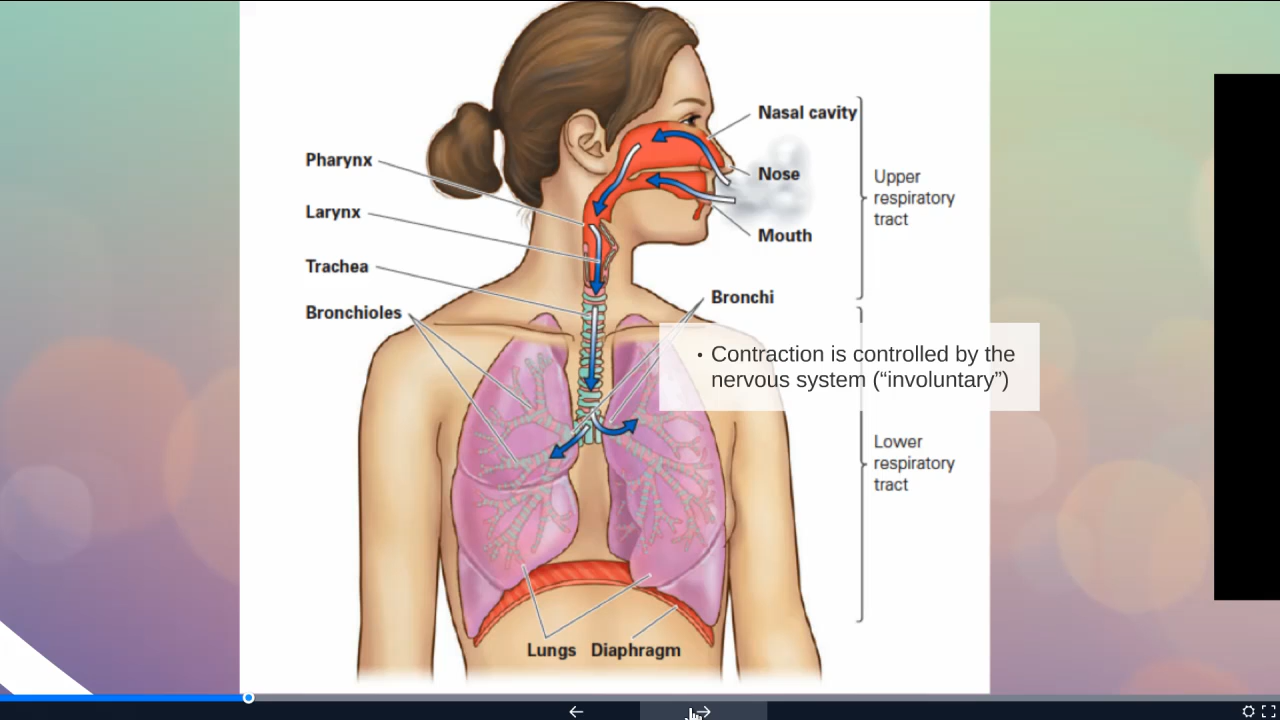 Nasal cavity
Pharynx
Nose
Upper
respiratory
tract
Larynx
Mouth
Trachea
Bronchi
Bronchioles
• Contraction is controlled by the
nervous system (“involuntary”)
Lower
respiratory
tract
Lungs
Diaphragm